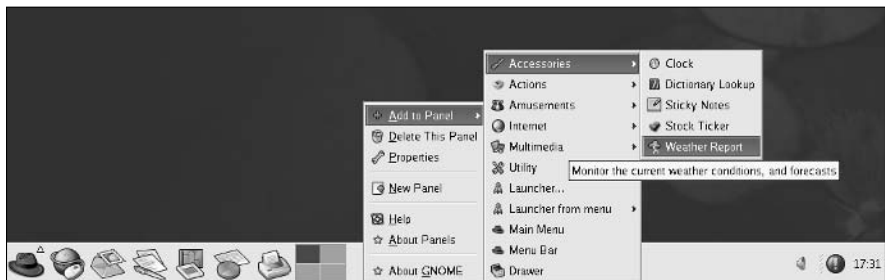 Add to Panel
Delete This Panel
Properties
New Panel
Help
About Panels
About GNOME
Accessories
Actions
Amusements
Internet
Multimedia
Utility
Launcher...
Launcher from menu
Main Menu
Menu Bar
Drawer
Clock
Dictionary Lookup
Sticky Notes
Stock Ticker
Weather Report
Monitor the current weather conditions, and forecasts
17:31